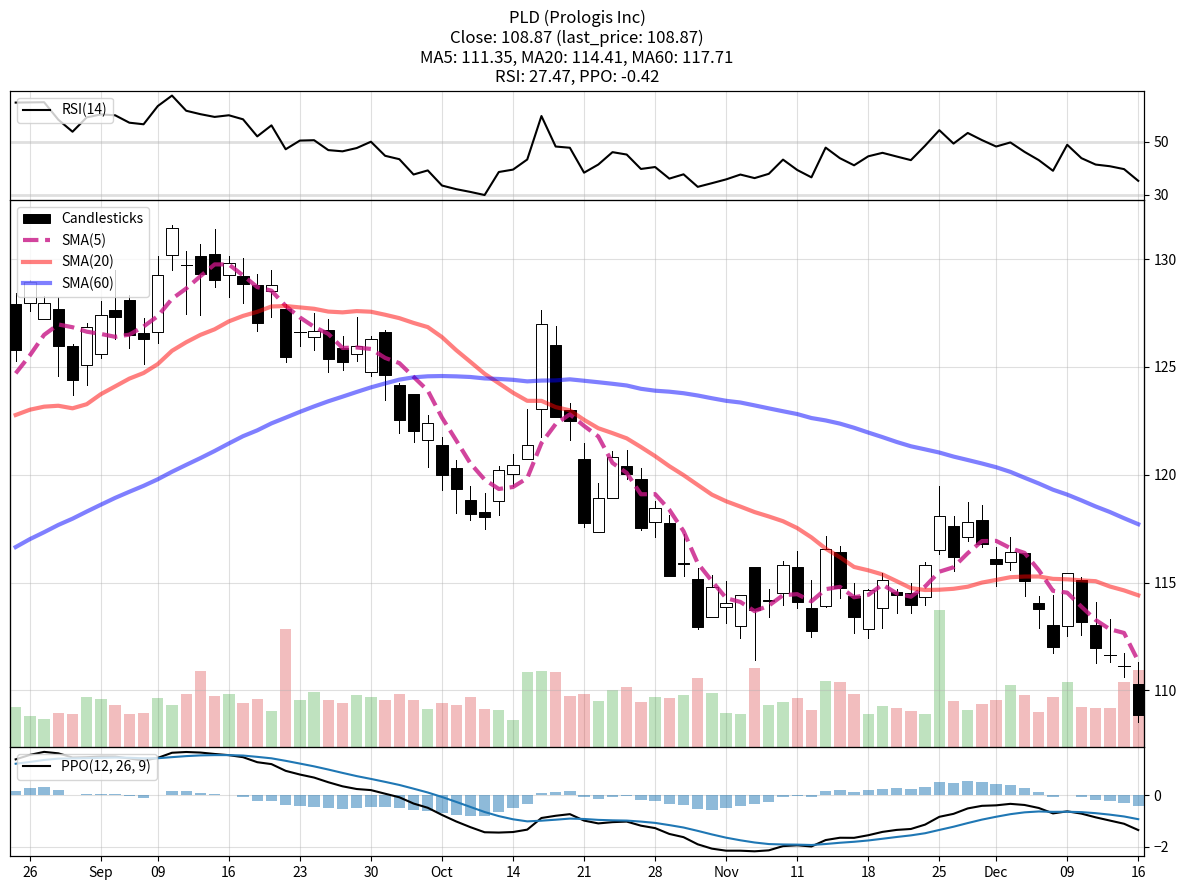 PLD (Prologis Inc)
Close: 108.87 (last_price: 108.87)
MA5: 111.35, MA20: 114.41, MA60: 117.71
RSI: 27.47, PPO: -0.42
RSI(14)
50
30
Candlesticks
SMA(5)
SMA(20)
SMA(60)
130
125
120
115
110
PPO(12, 26, 9)
0
−2
26 Sep 09 16 23 30 Oct 14 21 28 Nov 11 18 25 Dec 09 16